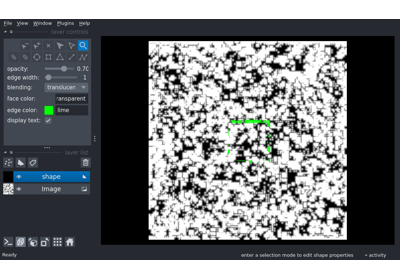 File View Window Plugins Help
layer controls
opacity: 0.70
edge width: 1
blending: translucen
face color: transparent
edge color: lime
display text:
layer list
shape
Image
Ready enter a selection mode to edit shape properties activity